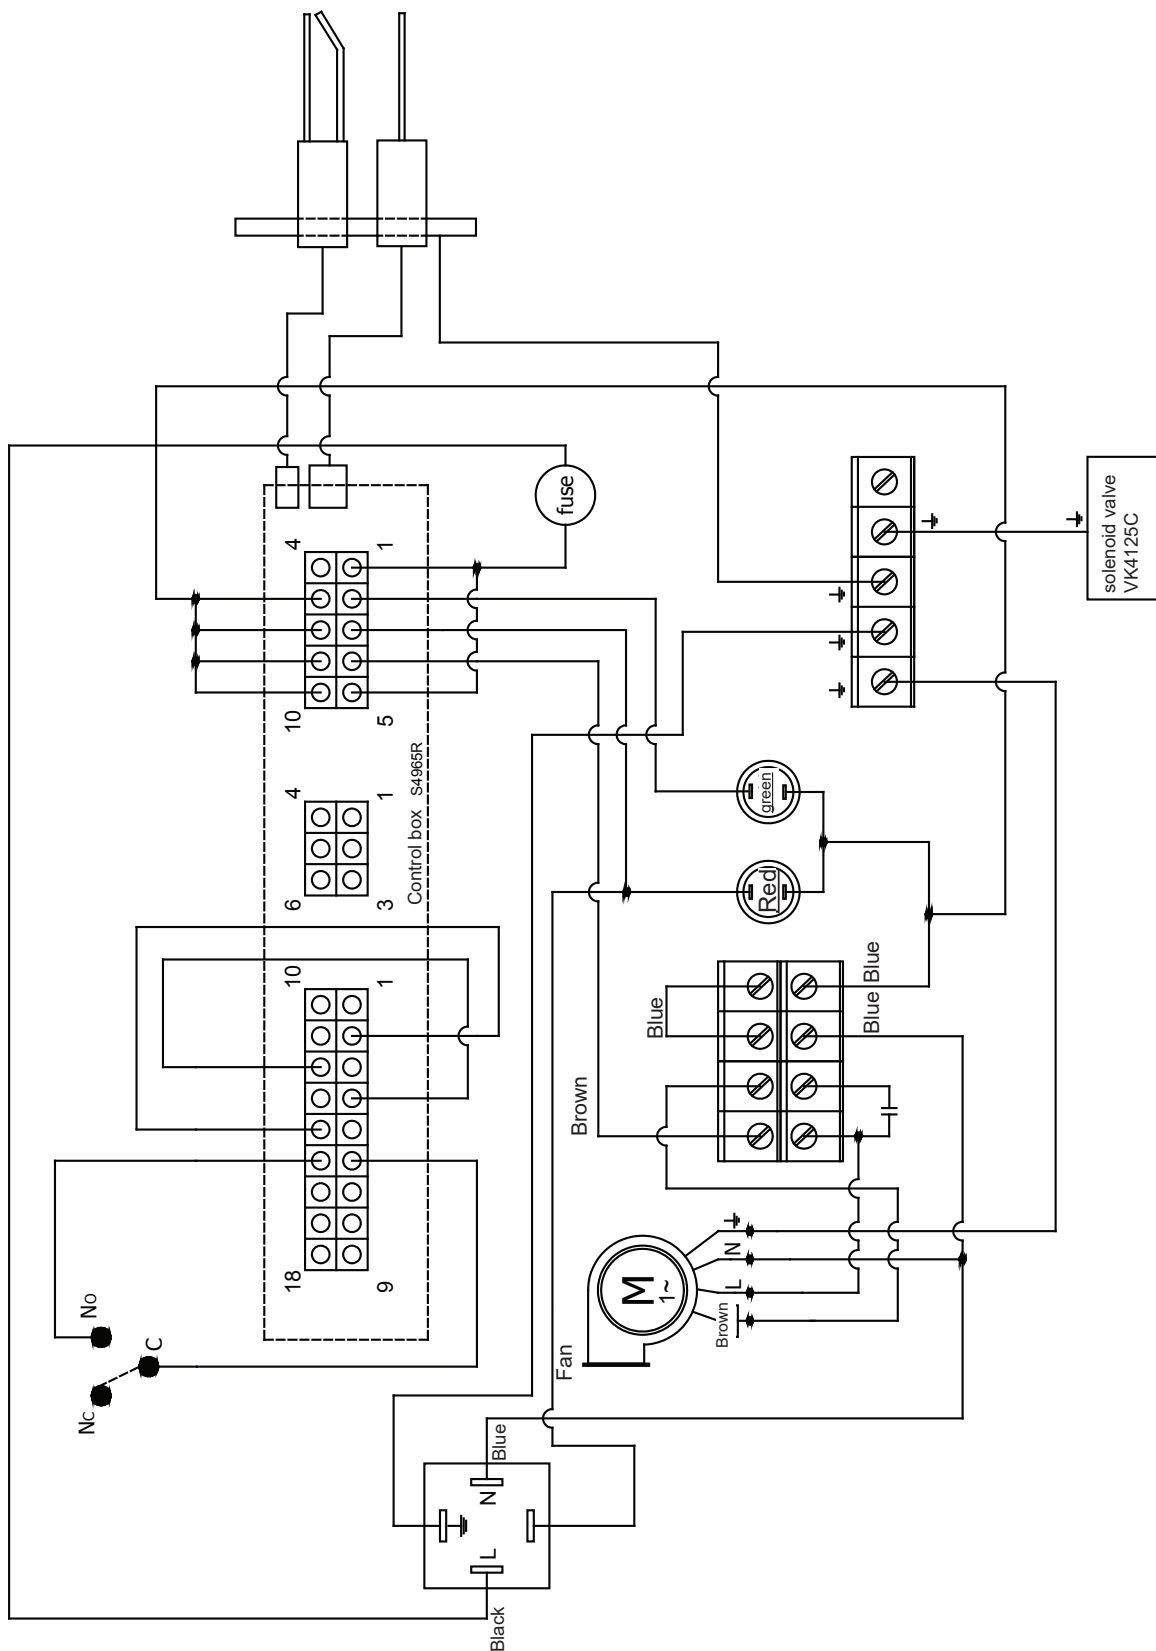 fuse
4
1
10
5
Control box S4965R
4
1
6
3
10
1
18
9
NO
C
NC
solenoid valve
VK4125C
green
Red
Blue
Blue
Blue
Brown
N
L
Brown
M
1~
Fan
Blue
N
L
Black